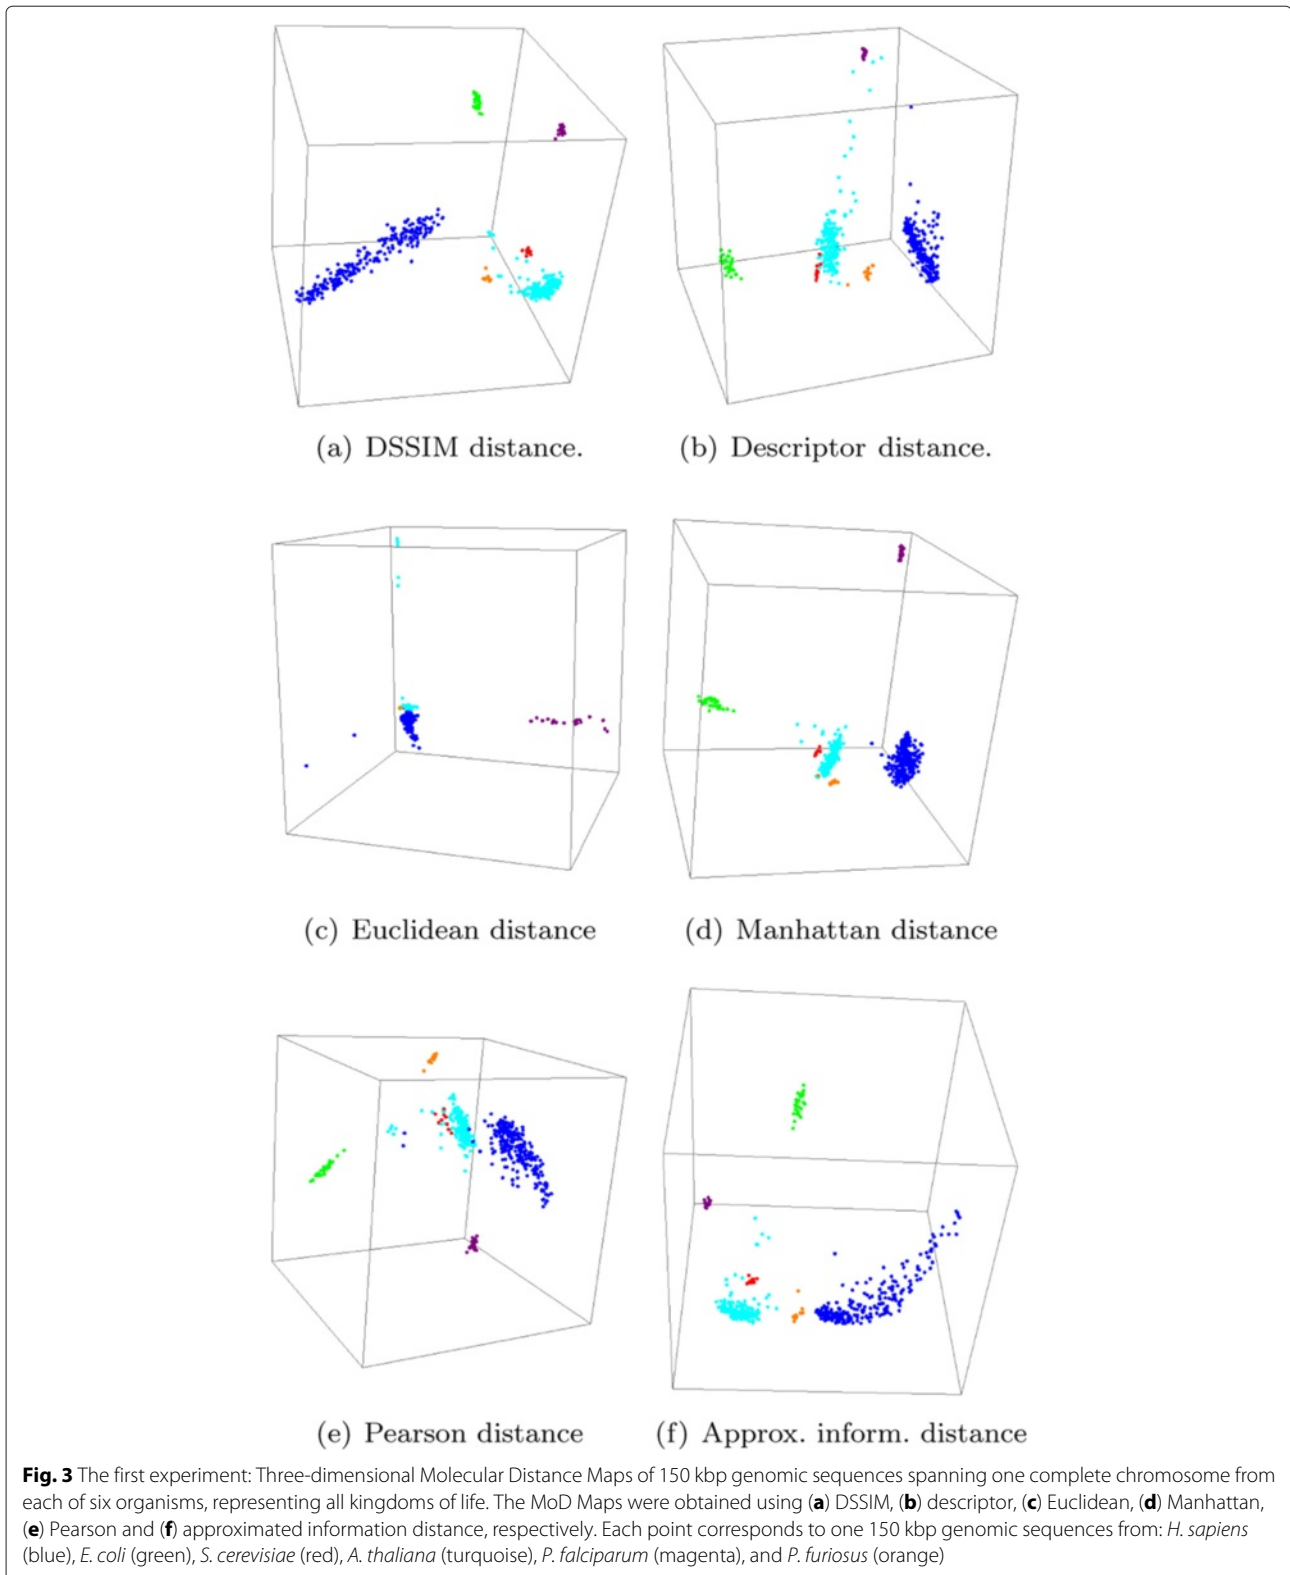 (a) DSSIM distance.
(b) Descriptor distance.
(c) Euclidean distance
(d) Manhattan distance
(e) Pearson distance
(f) Approx. inform. distance
Fig. 3 The first experiment: Three-dimensional Molecular Distance Maps of 150 kbp genomic sequences spanning one complete chromosome from
each of six organisms, representing all kingdoms of life. The MoD Maps were obtained using (a) DSSIM, (b) descriptor, (c) Euclidean, (d) Manhattan,
(e) Pearson and (f) approximated information distance, respectively. Each point corresponds to one 150 kbp genomic sequences from: H. sapiens
(blue), E. coli (green), S. cerevisiae (red), A. thaliana (turquoise), P. falciparum (magenta), and P. furiosus (orange)